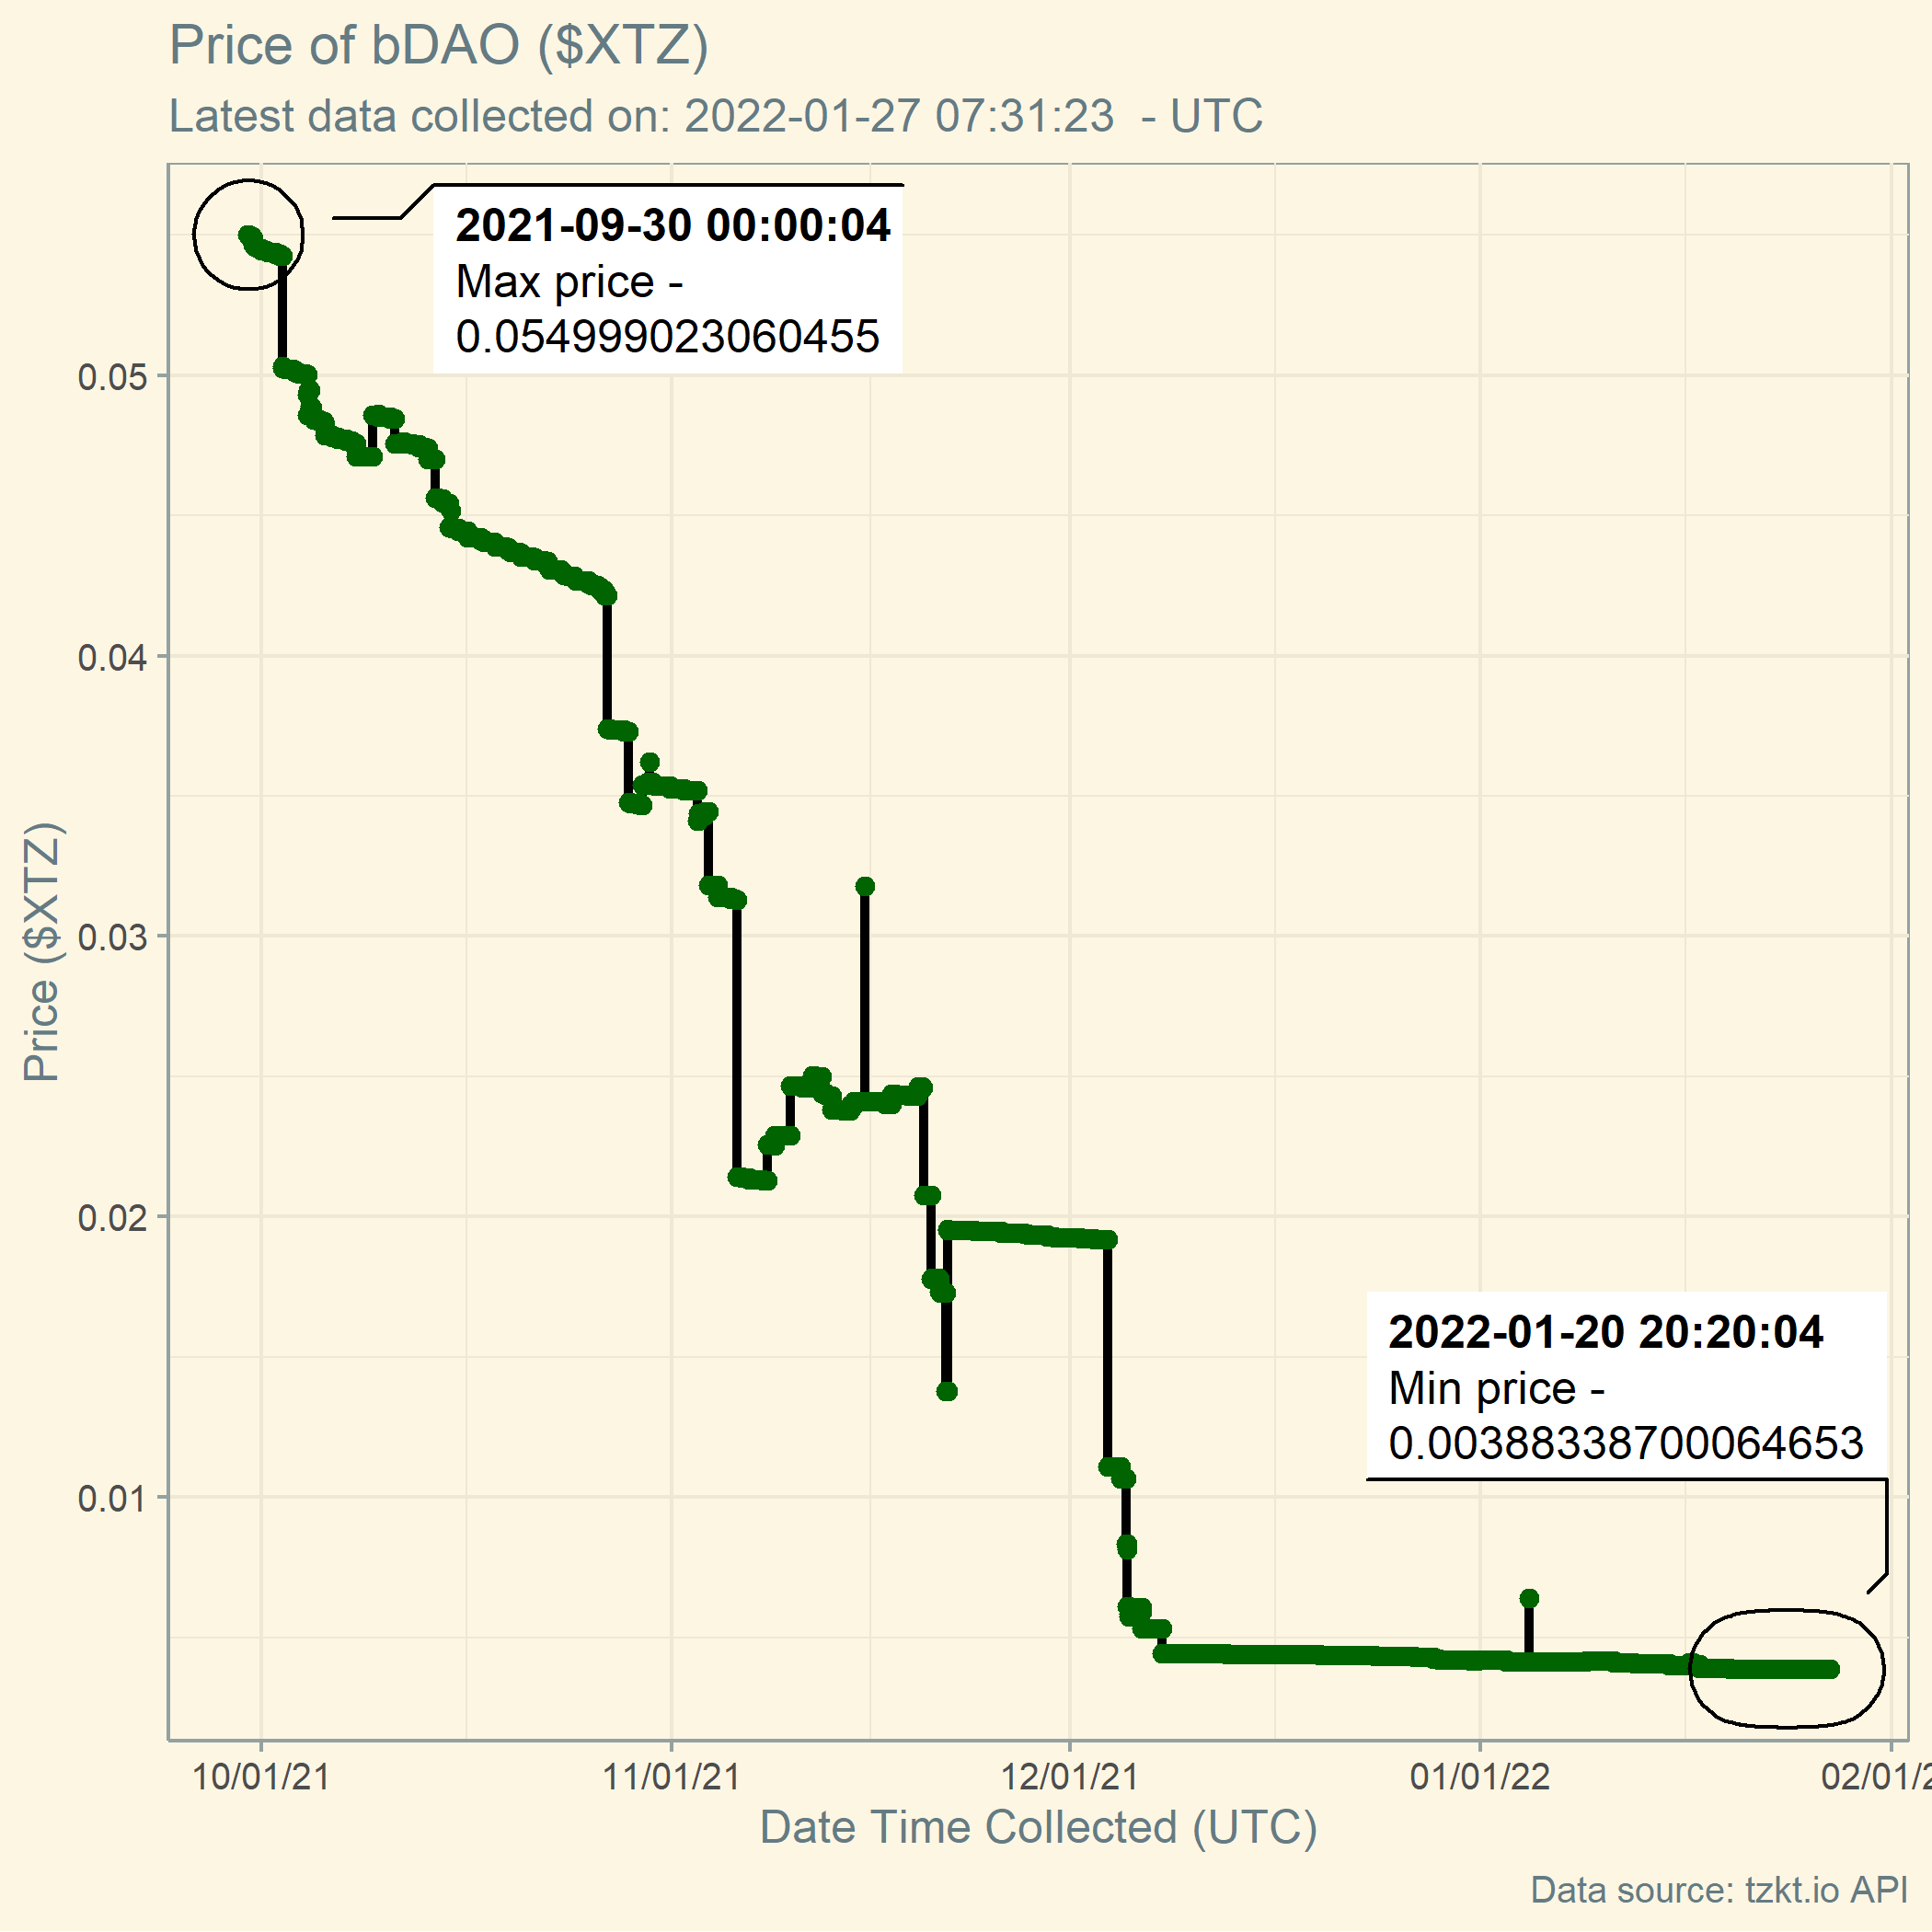 Price of bDAO ($XTZ)
Latest data collected on: 2022-01-27 07:31:23  - UTC
2021-09-30 00:00:04
Max price -
0.054999023060455
0.05
0.04
0.03
0.02
0.01
Price ($XTZ)
2022-01-20 20:20:04
Min price -
0.00388338700064653
10/01/21
11/01/21
12/01/21
01/01/22
02/01/2
Date Time Collected (UTC)
Data source: tzkt.io API